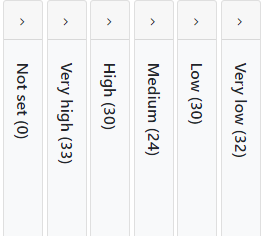 Not set (0)
Very high (33)
High (30)
Medium (24)
Low (30)
Very low (32)